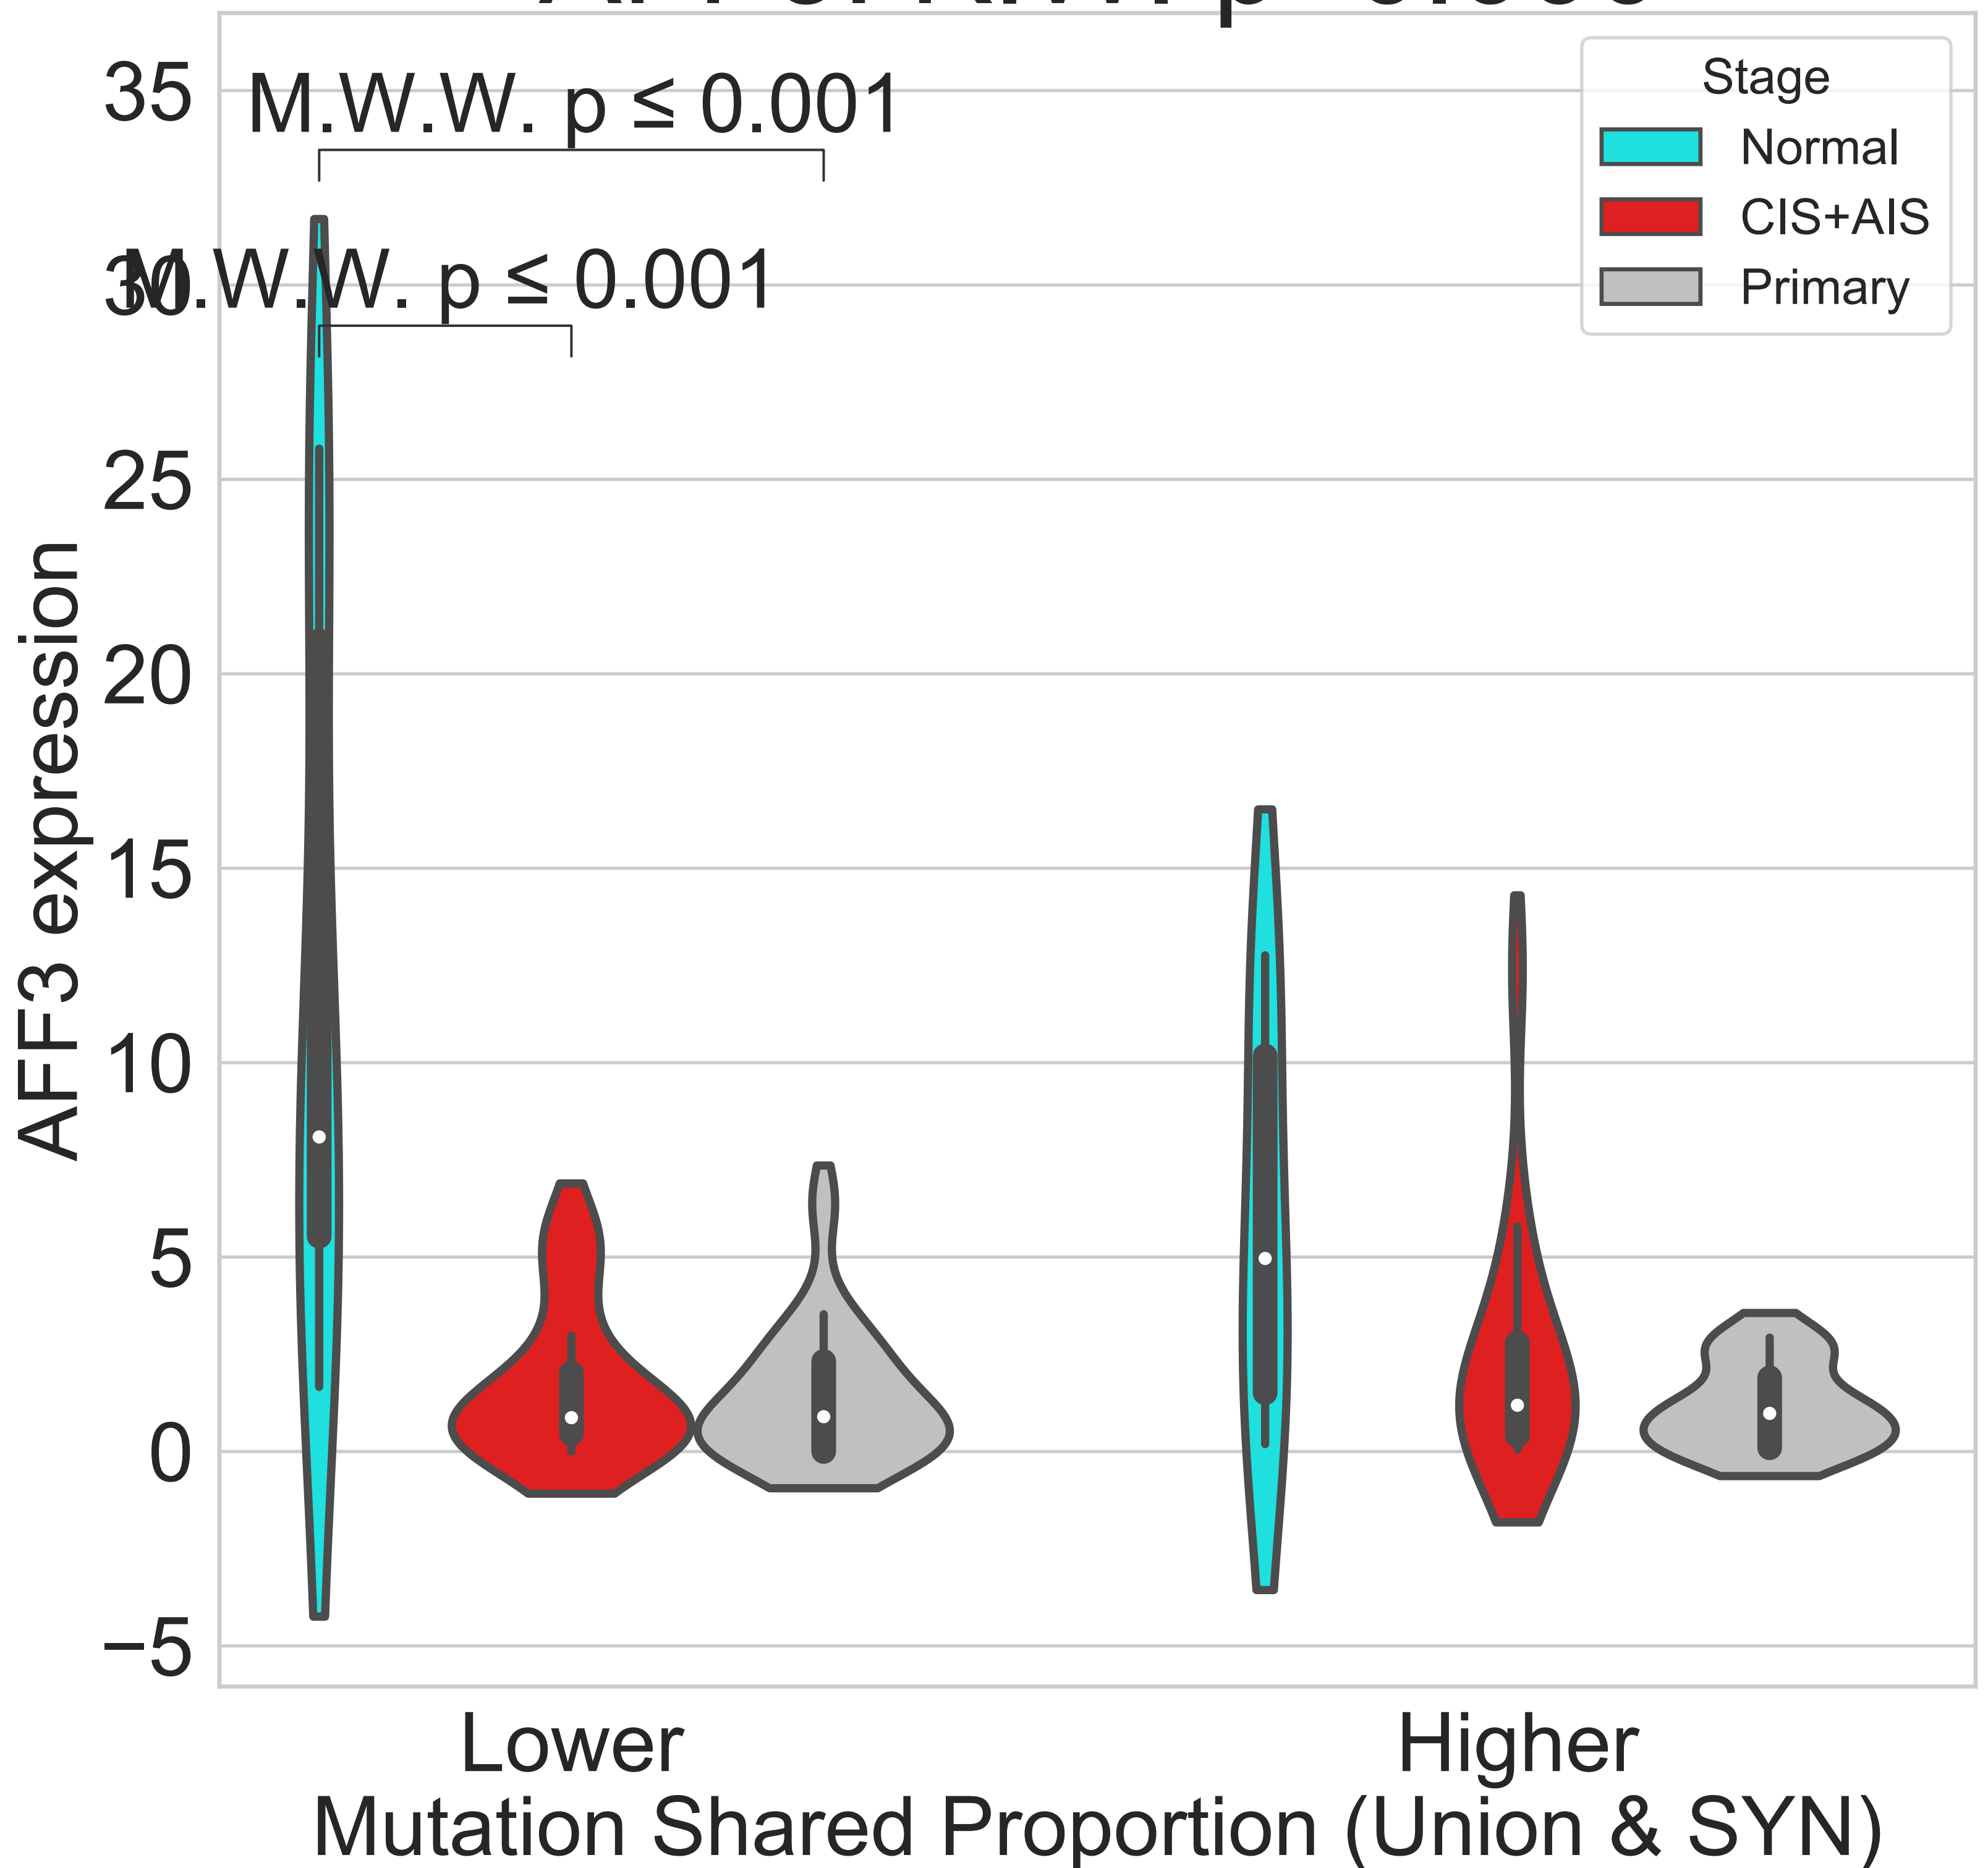 Stage
Normal
CIS+AIS
Primary
M.W.W. p ≤ 0.001
M.W.W. p ≤ 0.001
35
30
25
20
15
10
5
0
−5
AFF3 expression
Lower
Higher
Mutation Shared Proportion (Union & SYN)